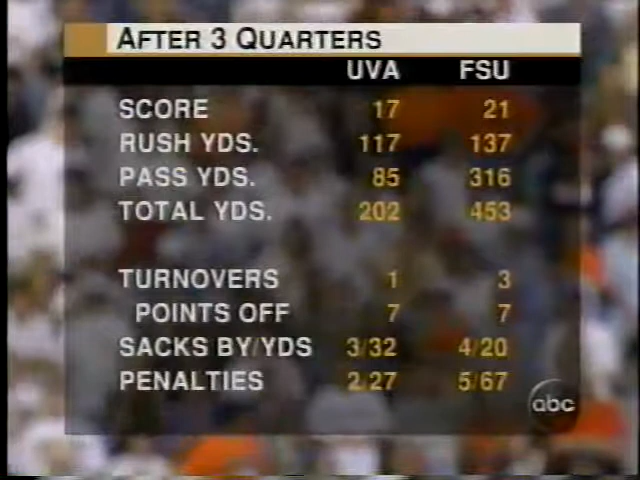 AFTER 3 QUARTERS
UVA FSU
SCORE 17 21
RUSH YDS. 117 137
PASS YDS. 85 316
TOTAL YDS. 202 453
TURNOVERS 1 3
POINTS OFF 7 7
SACKS BY/YDS 3/32 4/20
PENALTIES 2/27 5/67
abc